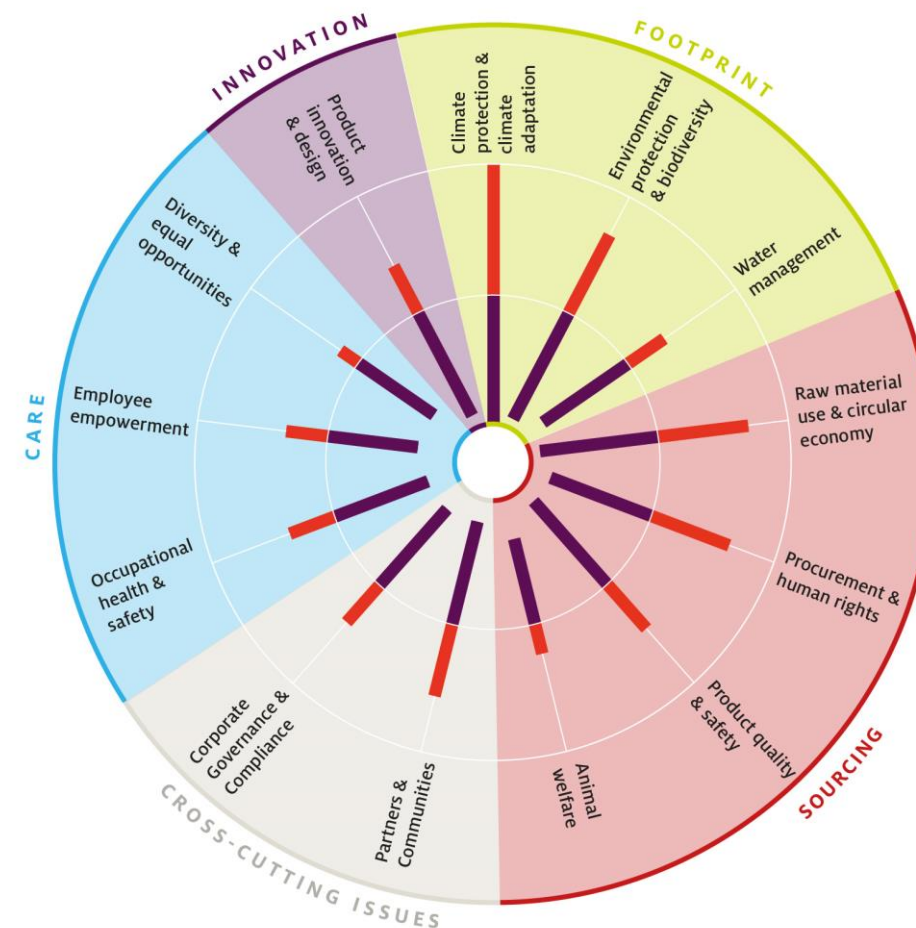 INNOVATION
FOOTPRINT
Product
innovation
& design
Climate
protection &
climate
adaptation
Environmental
protection
& biodiversity
Water
management
Diversity &
equal
opportunities
Employee
empowerment
CARE
Raw material
use & circular
economy
Occupational
health &
safety
Procurement &
human rights
Corporate
Governance &
Compliance
Partners &
Communities
Animal
welfare
Product quality
& safety
SOURCING
CROSS-CUTTING ISSUES